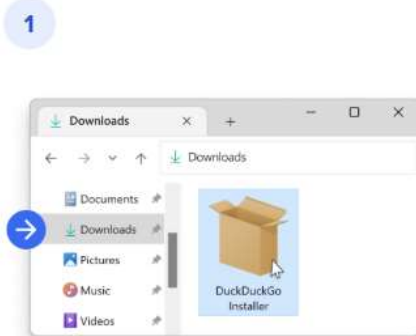 1
Downloads
Downloads
Documents
Downloads
Pictures
Music
Videos
DuckDuckGo
Installer